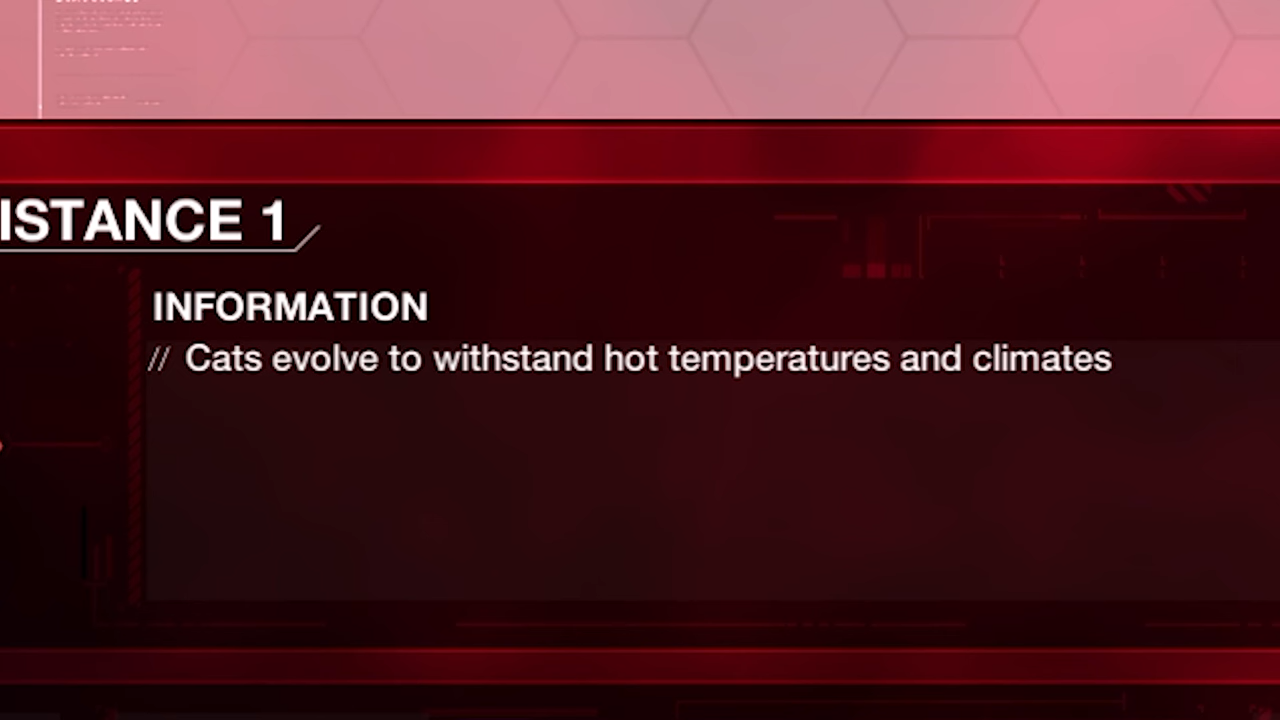 ISTANCE 1
INFORMATION
// Cats evolve to withstand hot temperatures and climates